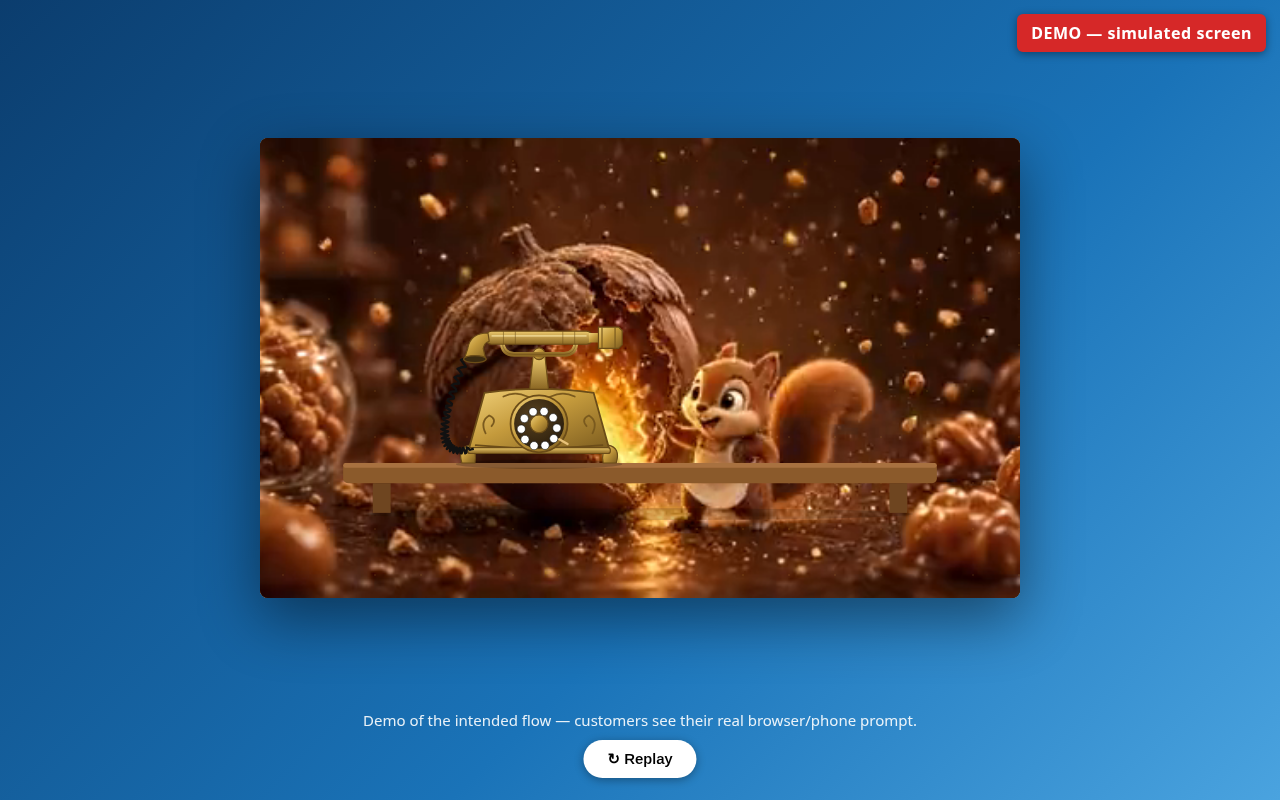 DEMO — simulated screen
Demo of the intended flow — customers see their real browser/phone prompt.
↻ Replay